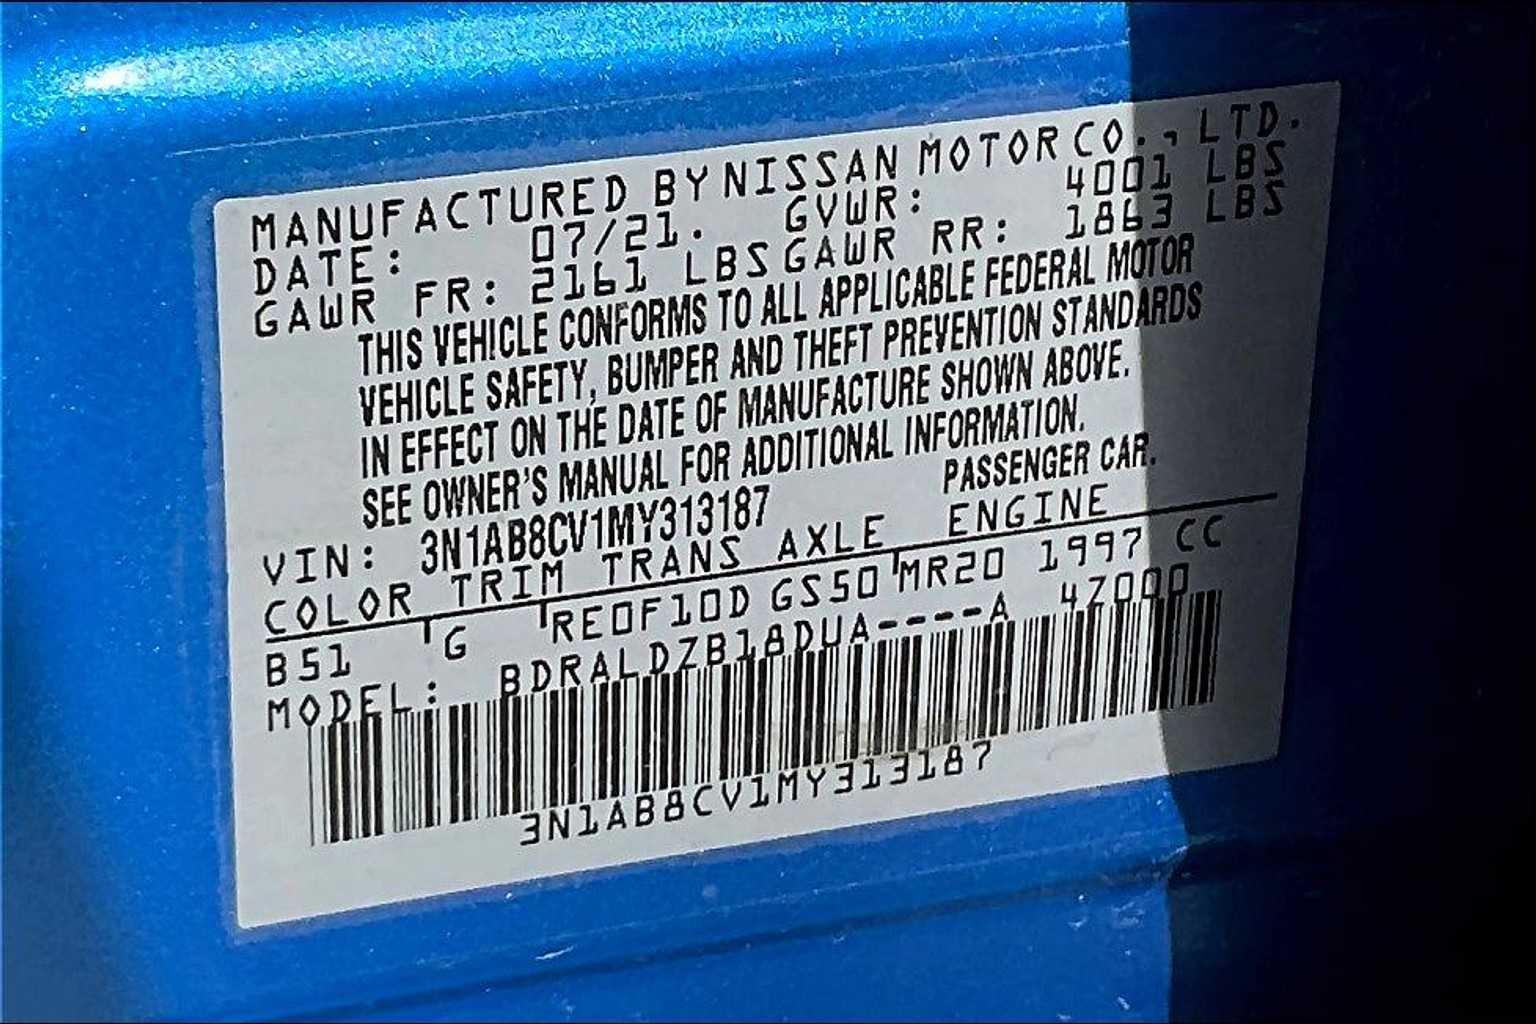 MANUFACTURED BY NISSAN MOTOR CO., LTD.
DATE: 07/21. GVWR: 4001 LBS
GAWR FR: 2161 LBS GAWR RR: 1863 LBS
THIS VEHICLE CONFORMS TO ALL APPLICABLE FEDERAL MOTOR
VEHICLE SAFETY, BUMPER AND THEFT PREVENTION STANDARDS
IN EFFECT ON THE DATE OF MANUFACTURE SHOWN ABOVE.
SEE OWNER'S MANUAL FOR ADDITIONAL INFORMATION.
VIN: 3N1AB8CV1MY313187 PASSENGER CAR.
COLOR TRIM TRANS AXLE ENGINE
B51 G RE0F10D GS50 MR20 1997 CC
MODEL: BDRALDZB18DUA----A 47000
3N1AB8CV1MY313187